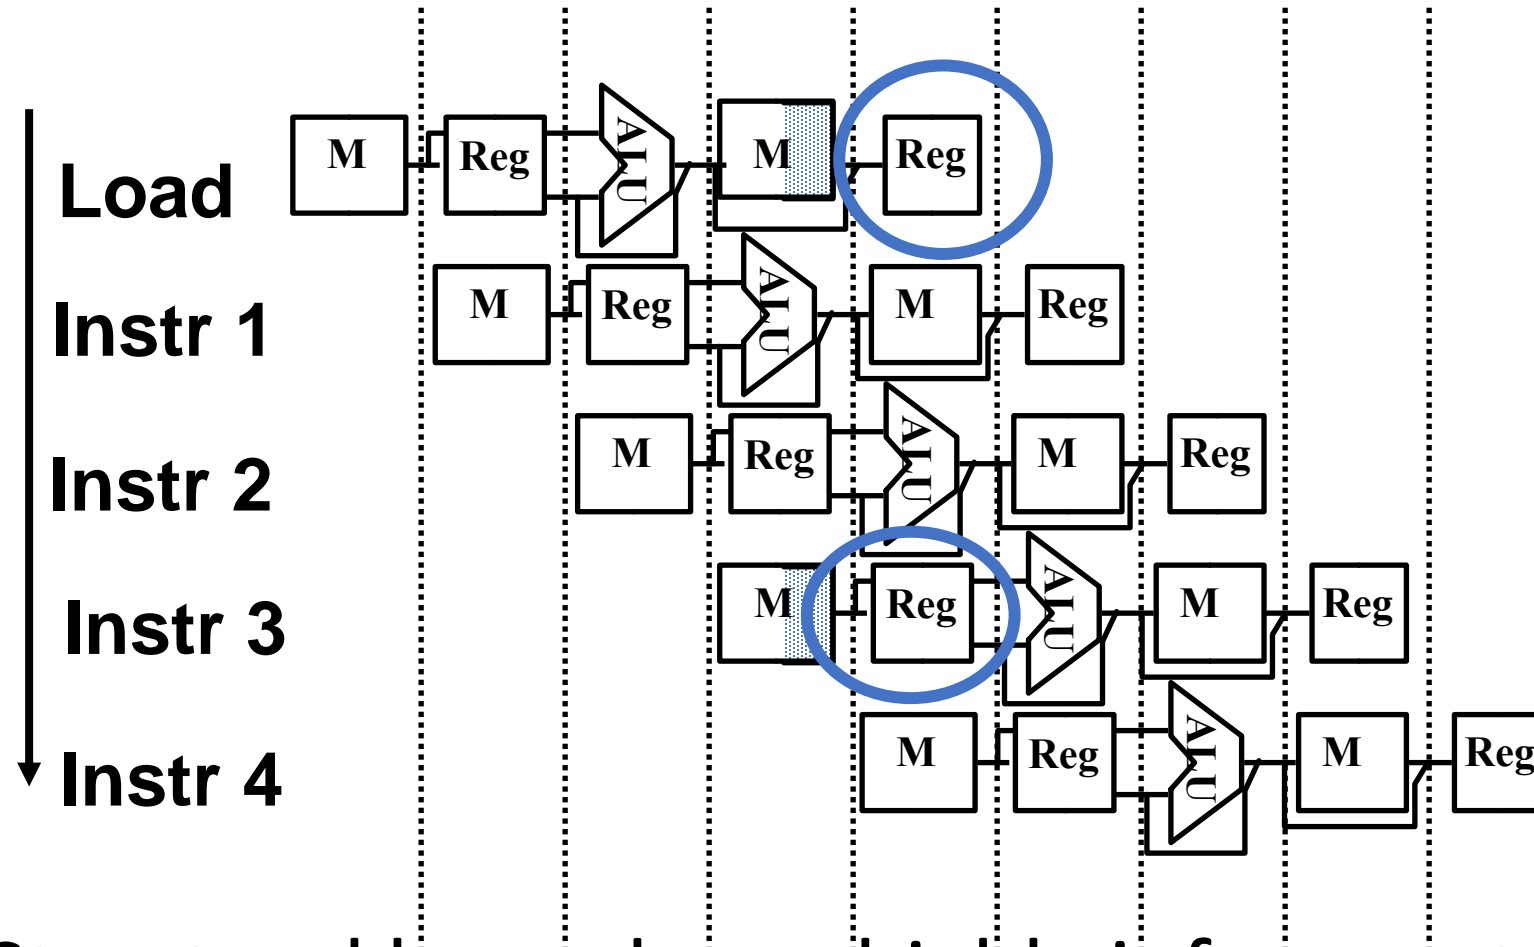 Load M Reg ALU M Reg
Instr 1 M Reg ALU M Reg
Instr 2 M Reg ALU M Reg
Instr 3 M Reg ALU M Reg
Instr 4 M Reg ALU M Reg